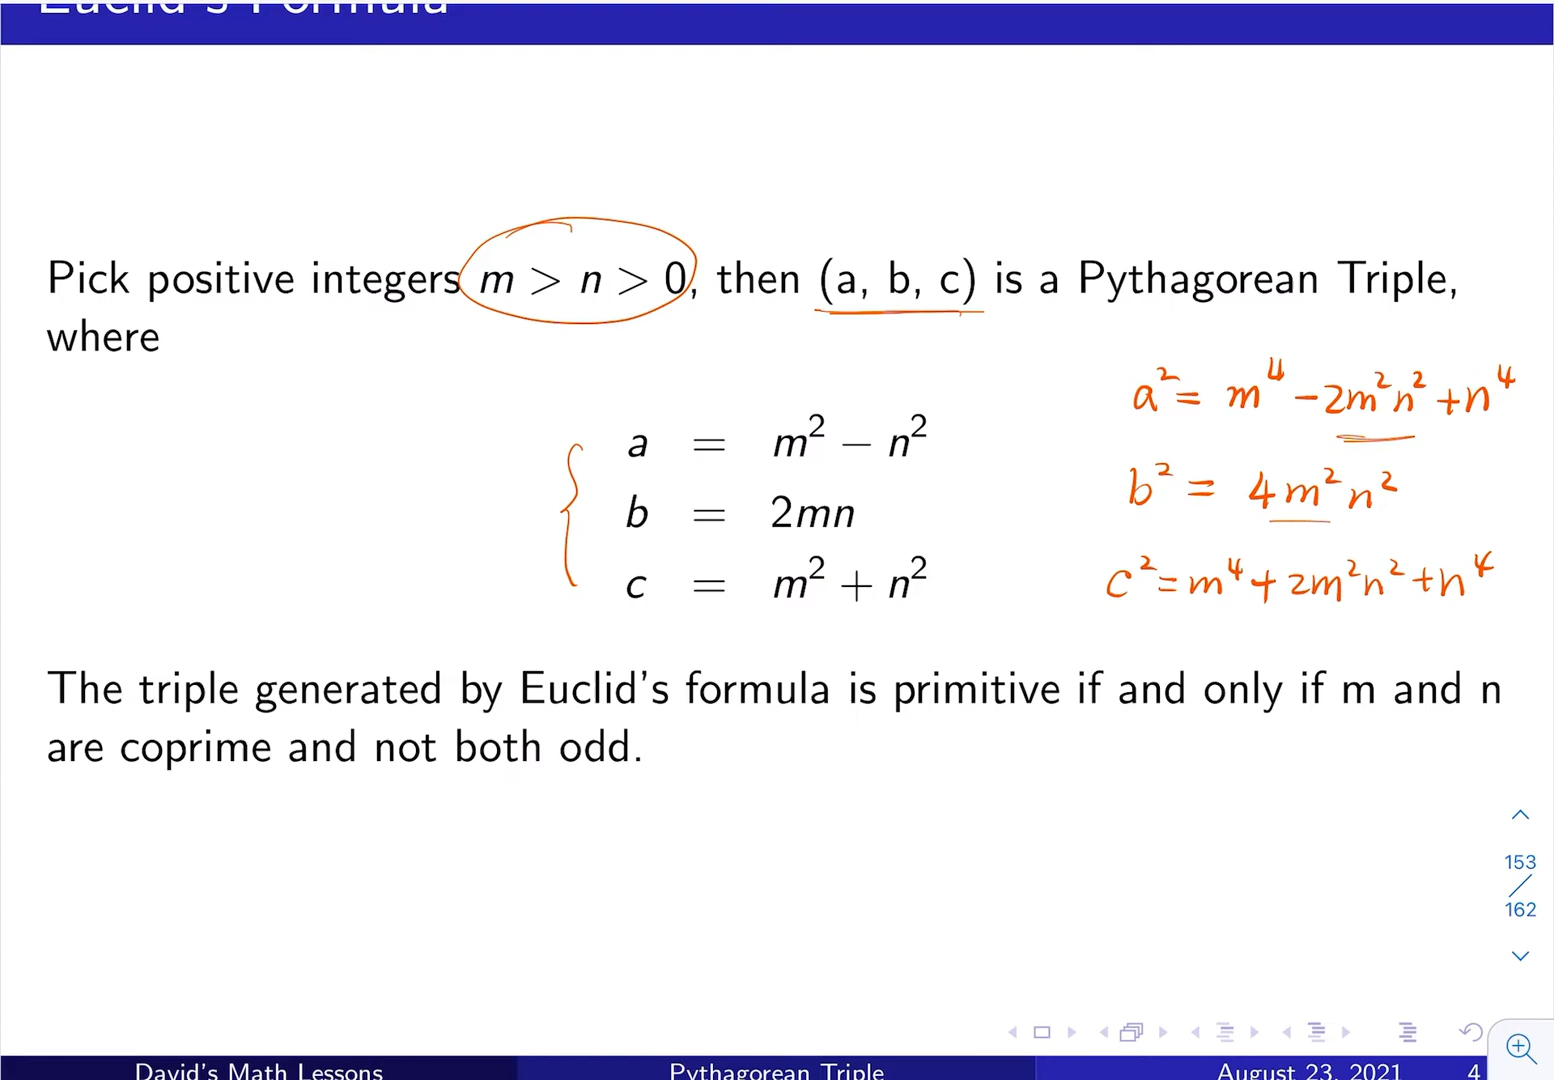 Euclid's Formula
Pick positive integers m > n > 0, then (a, b, c) is a Pythagorean Triple,
where
a = m² − n²
b = 2mn
c = m² + n²
a² = m⁴ − 2m²n² + n⁴
b² = 4m²n²
c² = m⁴ + 2m²n² + n⁴
The triple generated by Euclid's formula is primitive if and only if m and n
are coprime and not both odd.
153
/
162
David's Math Lessons
Pythagorean Triple
August 23, 2021
4